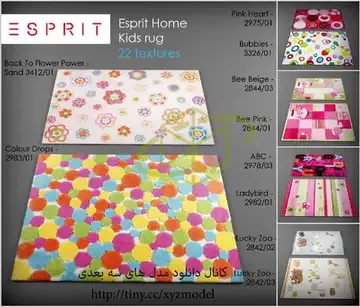 ESPRIT
Esprit Home
Kids rug
22 textures
Back To Flower Power -
Sand 3412/01
Colour Drops -
2983/01
Pink Heart -
2975/01
Bubbies -
3326/01
Bee Beige -
2844/03
Bee Pink -
2844/01
ABC -
2978/03
Ladybird -
2982/01
Lucky Zoo -
2842/02
Lucky Zoo -
2842/03
کانال دانلود مدل های سه بعدی
http://tiny.cc/xyzmodel